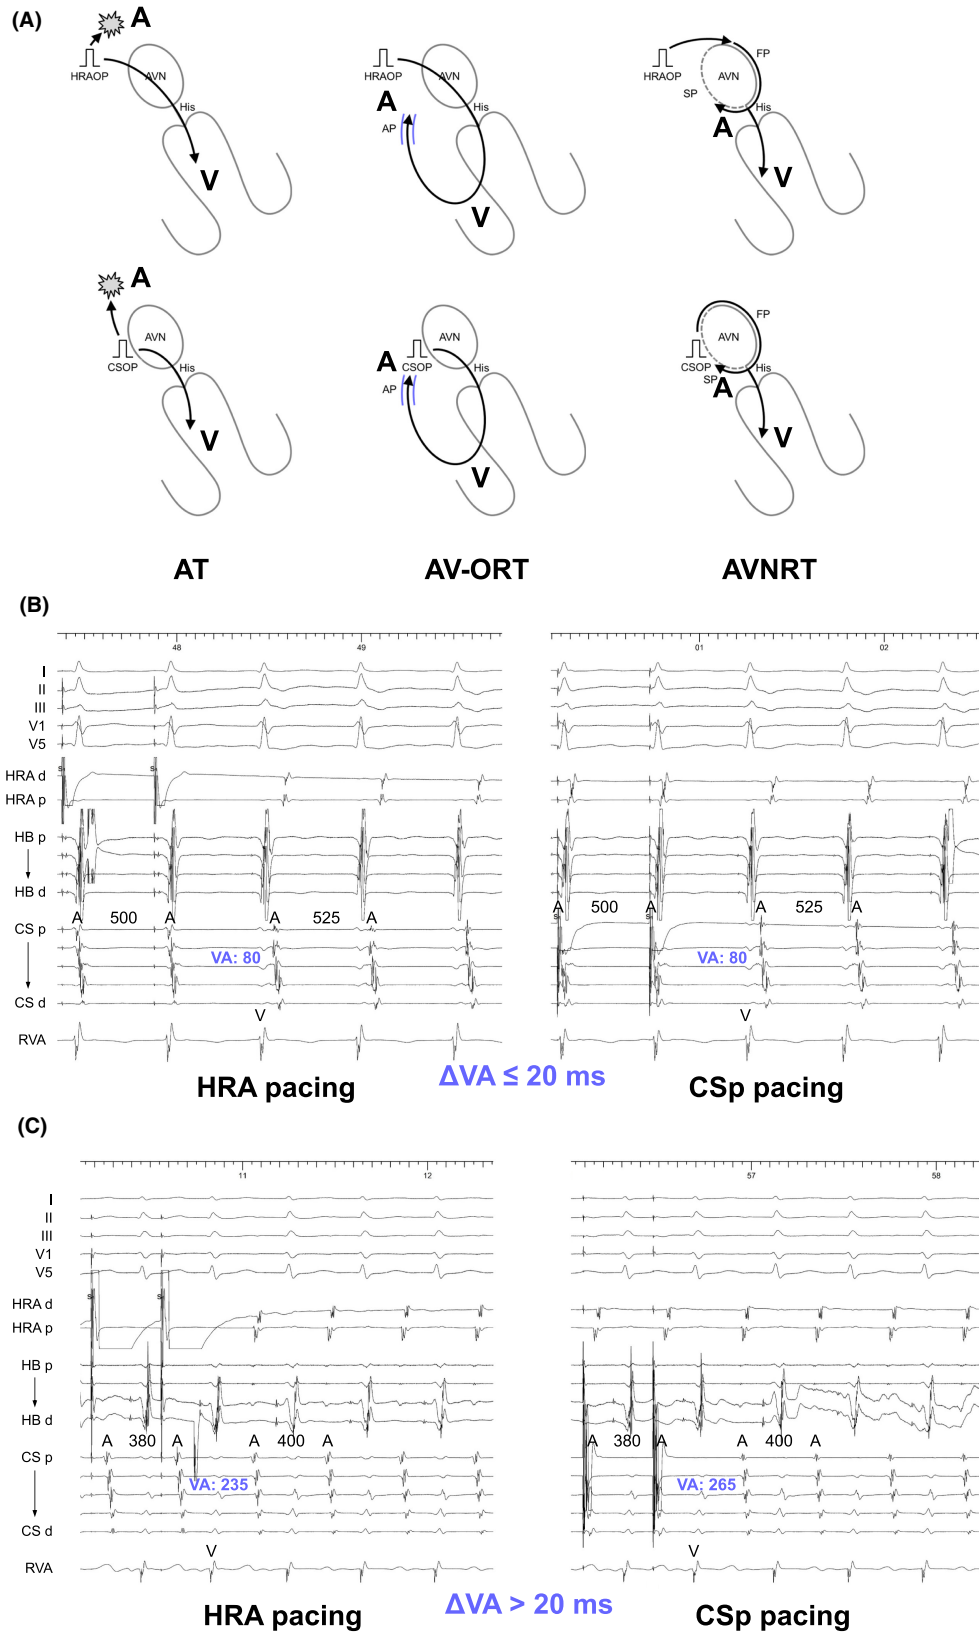 (A)
A A
HRAOP AVN HRAOP AVN HRAOP AVN FP
SP
His A His His
AP A
V V V
A
AVN A AVN AVN FP
CSOP CSOP CSOP
His AP His SP A His
V V V
AT AV-ORT AVNRT
(B)
48 49 01 02
I
II
III
V1
V5
S
HRA d
HRA p
HB p
HB d
A 500 A A 525 A A 500 A A 525 A
CS p S
VA: 80 VA: 80
CS d
V V
RVA
ΔVA ≤ 20 ms
HRA pacing CSp pacing
(C)
11 12 57 58
I
II
III
V1
V5
S
HRA d
HRA p
HB p
HB d
A 380 A A 400 A A 380 A A 400 A
CS p
VA: 235 VA: 265
CS d
V V
RVA
ΔVA > 20 ms
HRA pacing CSp pacing